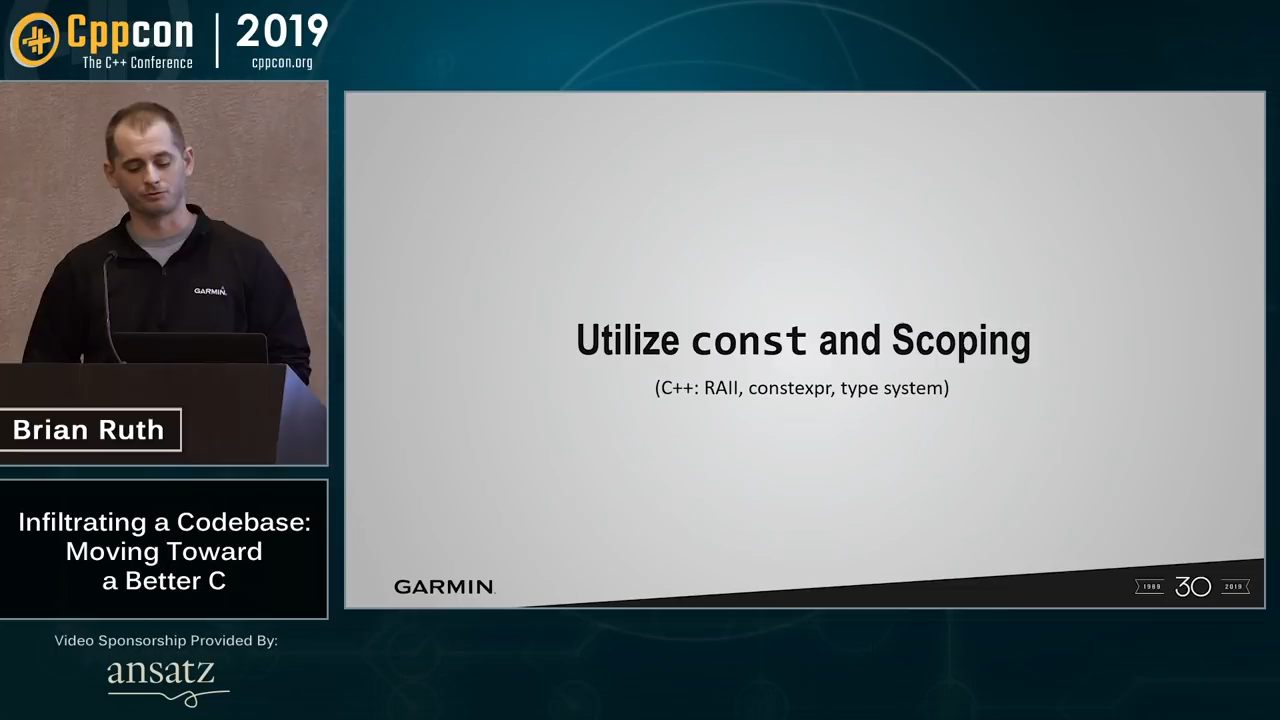 Cppcon
The C++ Conference
2019
cppcon.org
GARMIN
Brian Ruth
Infiltrating a Codebase:
Moving Toward
a Better C
Video Sponsorship Provided By:
ansatz
Utilize const and Scoping
(C++: RAII, constexpr, type system)
GARMIN
1989 30 2019